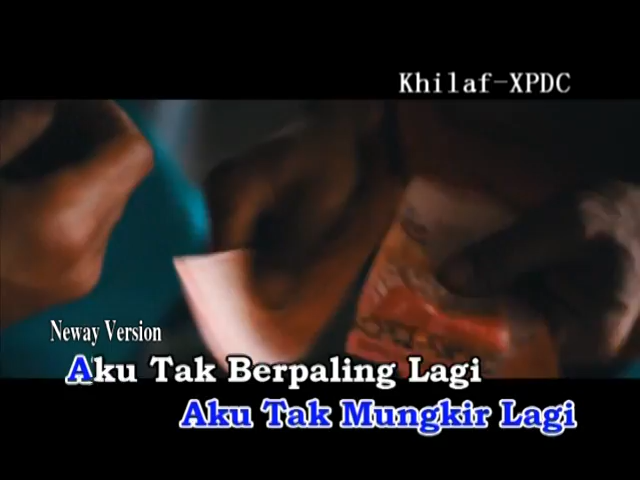 Khilaf-XPDC
Neway Version
Aku Tak Berpaling Lagi
Aku Tak Mungkir Lagi